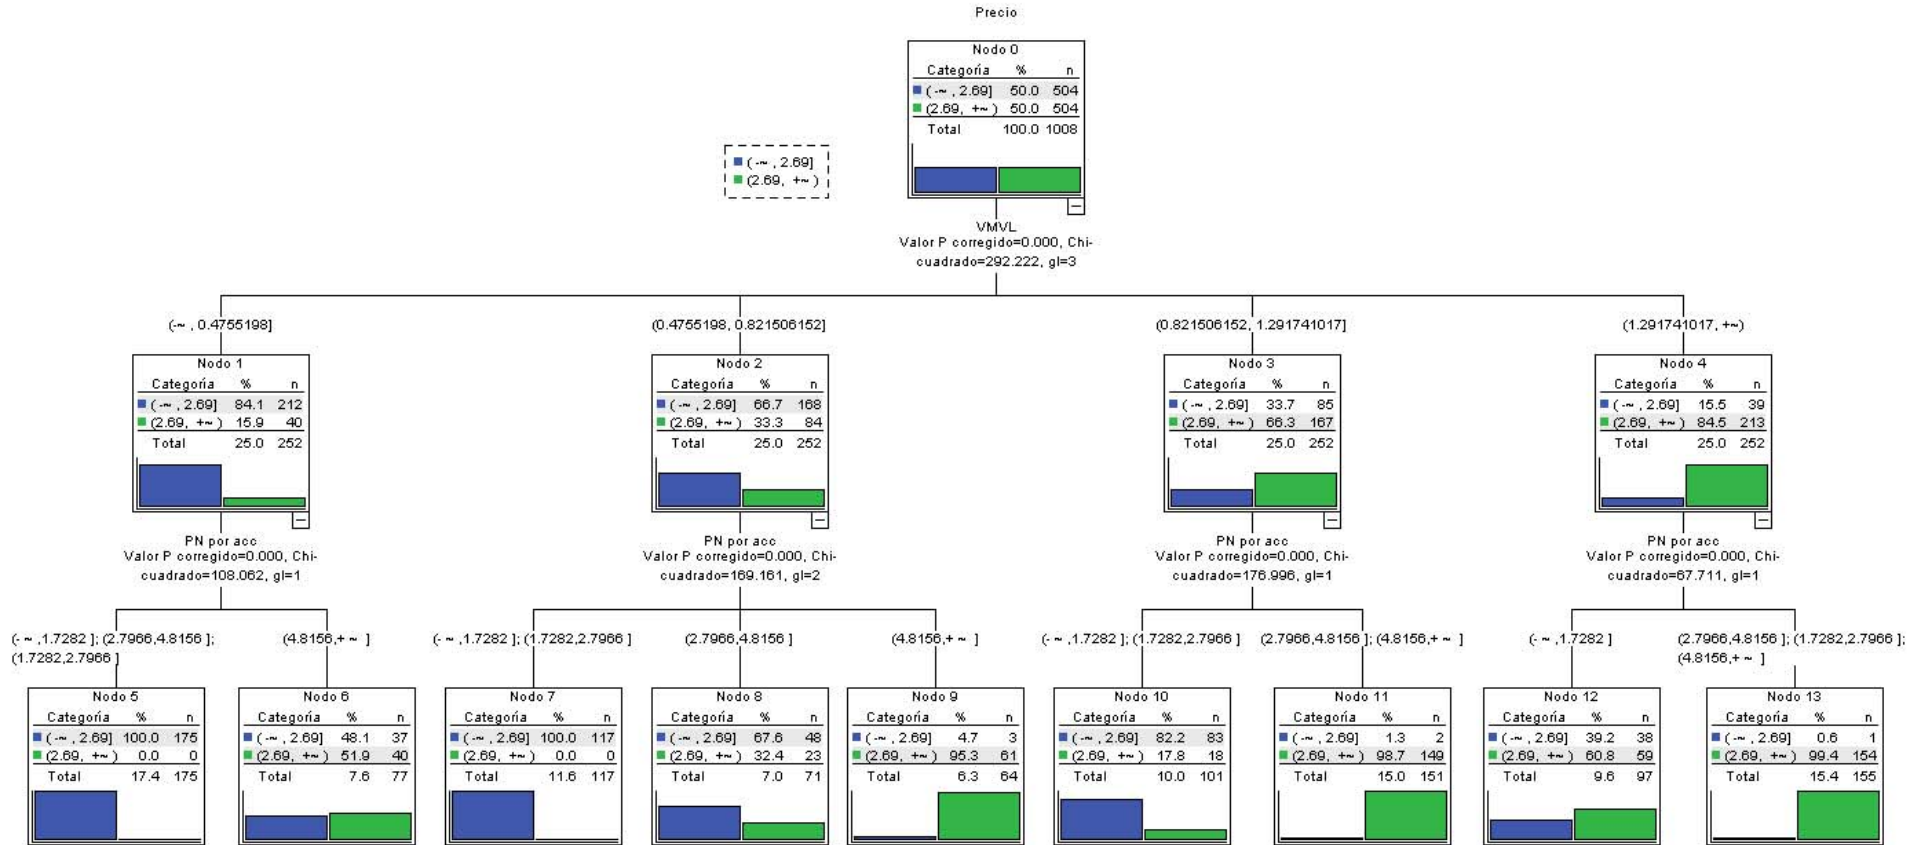 Precio
Nodo 0
Categoría % n
(-~ , 2.69] 50.0 504
(2.69, +~) 50.0 504
Total 100.0 1008
(-~ , 2.69]
(2.69, +~)
VMVL
Valor P corregido=0.000, Chi-
cuadrado=292.222, gl=3
(-~ , 0.4755198]
(0.4755198, 0.821506152]
(0.821506152, 1.291741017]
(1.291741017, +~)
Nodo 1
Categoría % n
(-~ , 2.69] 84.1 212
(2.69, +~) 15.9 40
Total 25.0 252
Nodo 2
Categoría % n
(-~ , 2.69] 66.7 168
(2.69, +~) 33.3 84
Total 25.0 252
Nodo 3
Categoría % n
(-~ , 2.69] 33.7 85
(2.69, +~) 66.3 167
Total 25.0 252
Nodo 4
Categoría % n
(-~ , 2.69] 15.5 39
(2.69, +~) 84.5 213
Total 25.0 252
PN por acc
Valor P corregido=0.000, Chi-
cuadrado=108.062, gl=1
PN por acc
Valor P corregido=0.000, Chi-
cuadrado=169.161, gl=2
PN por acc
Valor P corregido=0.000, Chi-
cuadrado=176.996, gl=1
PN por acc
Valor P corregido=0.000, Chi-
cuadrado=67.711, gl=1
(- ~ ,1.7282 ]; (2.7966,4.8156 ];
(1.7282,2.7966 ]
(4.8156,+ ~ ]
(- ~ ,1.7282 ]; (1.7282,2.7966 ]
(2.7966,4.8156 ]
(4.8156,+ ~ ]
(- ~ ,1.7282 ]; (1.7282,2.7966 ]
(2.7966,4.8156 ]; (4.8156,+ ~ ]
(- ~ ,1.7282 ]
(2.7966,4.8156 ]; (1.7282,2.7966 ];
(4.8156,+ ~ ]
Nodo 5
Categoría % n
(-~ , 2.69] 100.0 175
(2.69, +~) 0.0 0
Total 17.4 175
Nodo 6
Categoría % n
(-~ , 2.69] 48.1 37
(2.69, +~) 51.9 40
Total 7.6 77
Nodo 7
Categoría % n
(-~ , 2.69] 100.0 117
(2.69, +~) 0.0 0
Total 11.6 117
Nodo 8
Categoría % n
(-~ , 2.69] 67.6 48
(2.69, +~) 32.4 23
Total 7.0 71
Nodo 9
Categoría % n
(-~ , 2.69] 4.7 3
(2.69, +~) 95.3 61
Total 6.3 64
Nodo 10
Categoría % n
(-~ , 2.69] 82.2 83
(2.69, +~) 17.8 18
Total 10.0 101
Nodo 11
Categoría % n
(-~ , 2.69] 1.3 2
(2.69, +~) 98.7 149
Total 15.0 151
Nodo 12
Categoría % n
(-~ , 2.69] 39.2 38
(2.69, +~) 60.8 59
Total 9.6 97
Nodo 13
Categoría % n
(-~ , 2.69] 0.6 1
(2.69, +~) 99.4 154
Total 15.4 155